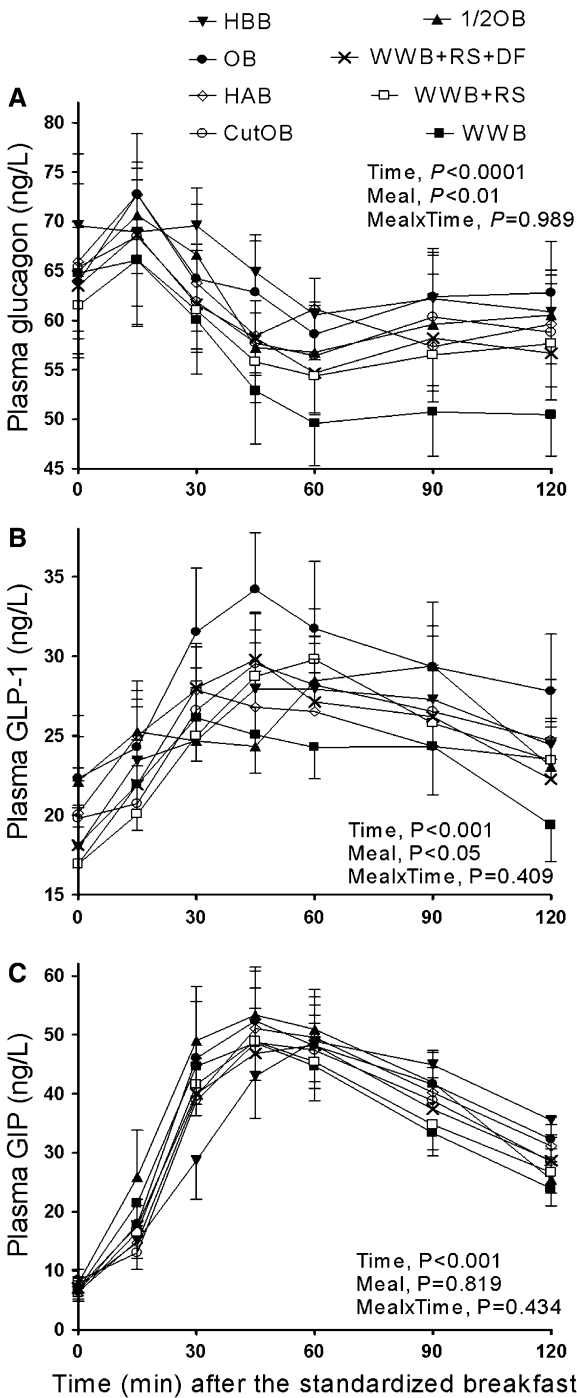 HBB
1/2OB
OB
WWB+RS+DF
HAB
WWB+RS
CutOB
WWB
A
Plasma glucagon (ng/L)
80
75
70
65
60
55
50
45
Time, P<0.0001
Meal, P<0.01
MealxTime, P=0.989
0 30 60 90 120
B
Plasma GLP-1 (ng/L)
35
30
25
20
15
Time, P<0.001
Meal, P<0.05
MealxTime, P=0.409
0 30 60 90 120
C
Plasma GIP (ng/L)
60
50
40
30
20
10
0
Time, P<0.001
Meal, P=0.819
MealxTime, P=0.434
0 30 60 90 120
Time (min) after the standardized breakfast